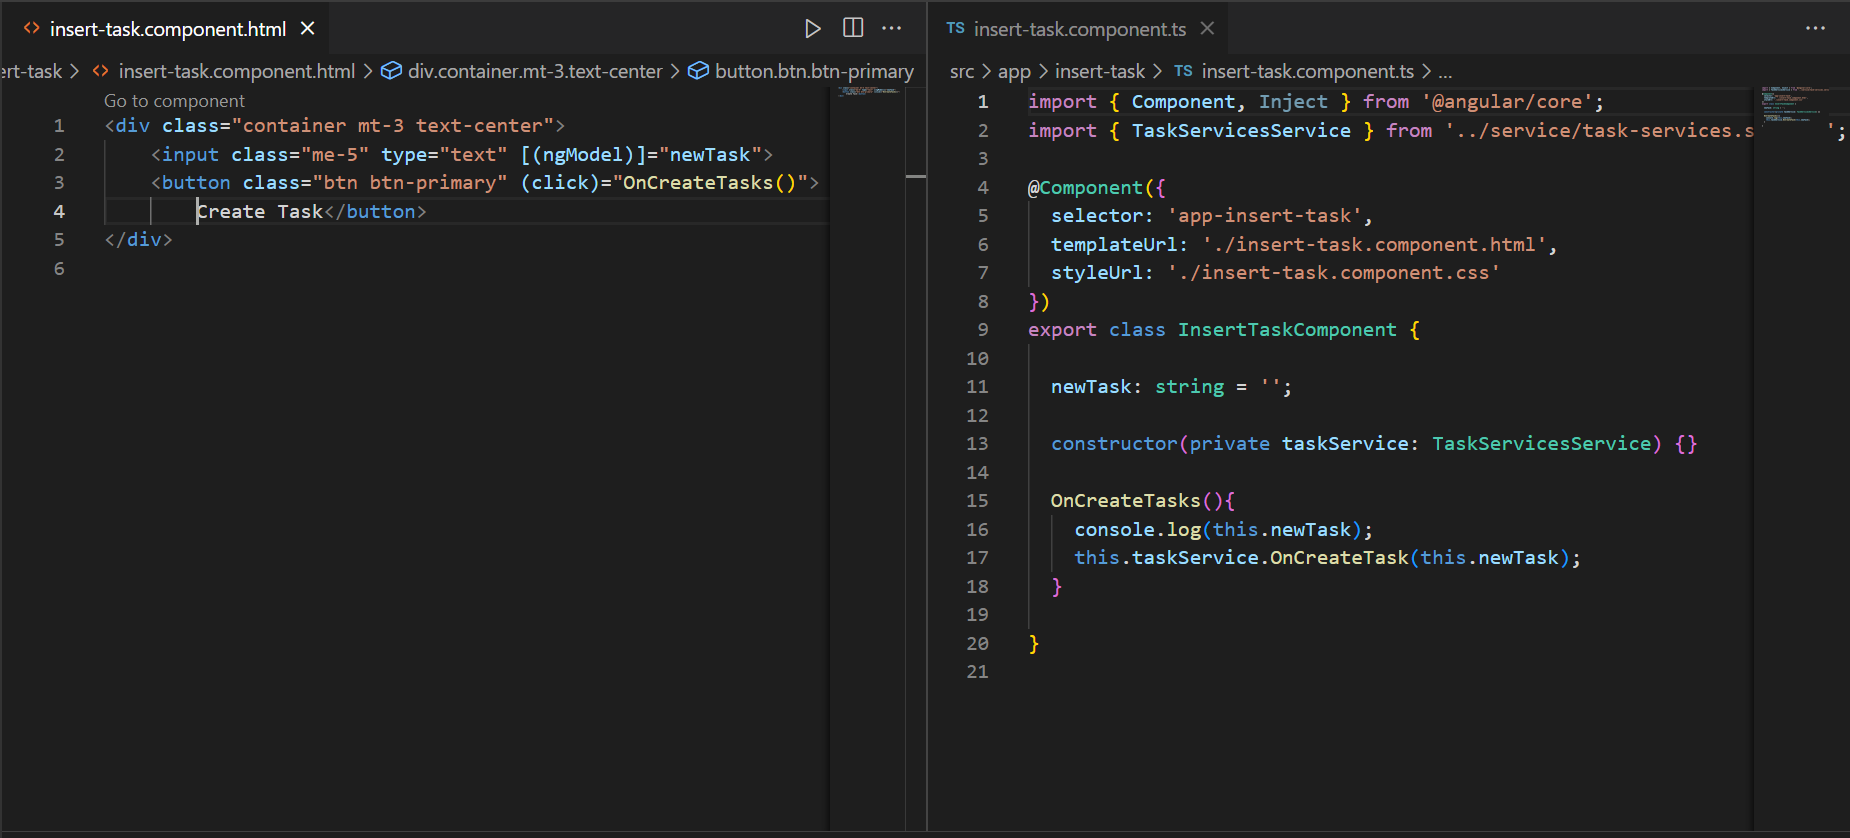 insert-task.component.html
ert-task > insert-task.component.html > div.container.mt-3.text-center > button.btn.btn-primary
Go to component
1 <div class="container mt-3 text-center">
2 <input class="me-5" type="text" [(ngModel)]="newTask">
3 <button class="btn btn-primary" (click)="OnCreateTasks()">
4 Create Task</button>
5 </div>
6
TS insert-task.component.ts
src > app > insert-task > TS insert-task.component.ts > ...
1 import { Component, Inject } from '@angular/core';
2 import { TaskServicesService } from '../service/task-services.s ';
3
4 @Component({
5 selector: 'app-insert-task',
6 templateUrl: './insert-task.component.html',
7 styleUrl: './insert-task.component.css'
8 })
9 export class InsertTaskComponent {
10
11 newTask: string = '';
12
13 constructor(private taskService: TaskServicesService) {}
14
15 OnCreateTasks(){
16 console.log(this.newTask);
17 this.taskService.OnCreateTask(this.newTask);
18 }
19
20 }
21